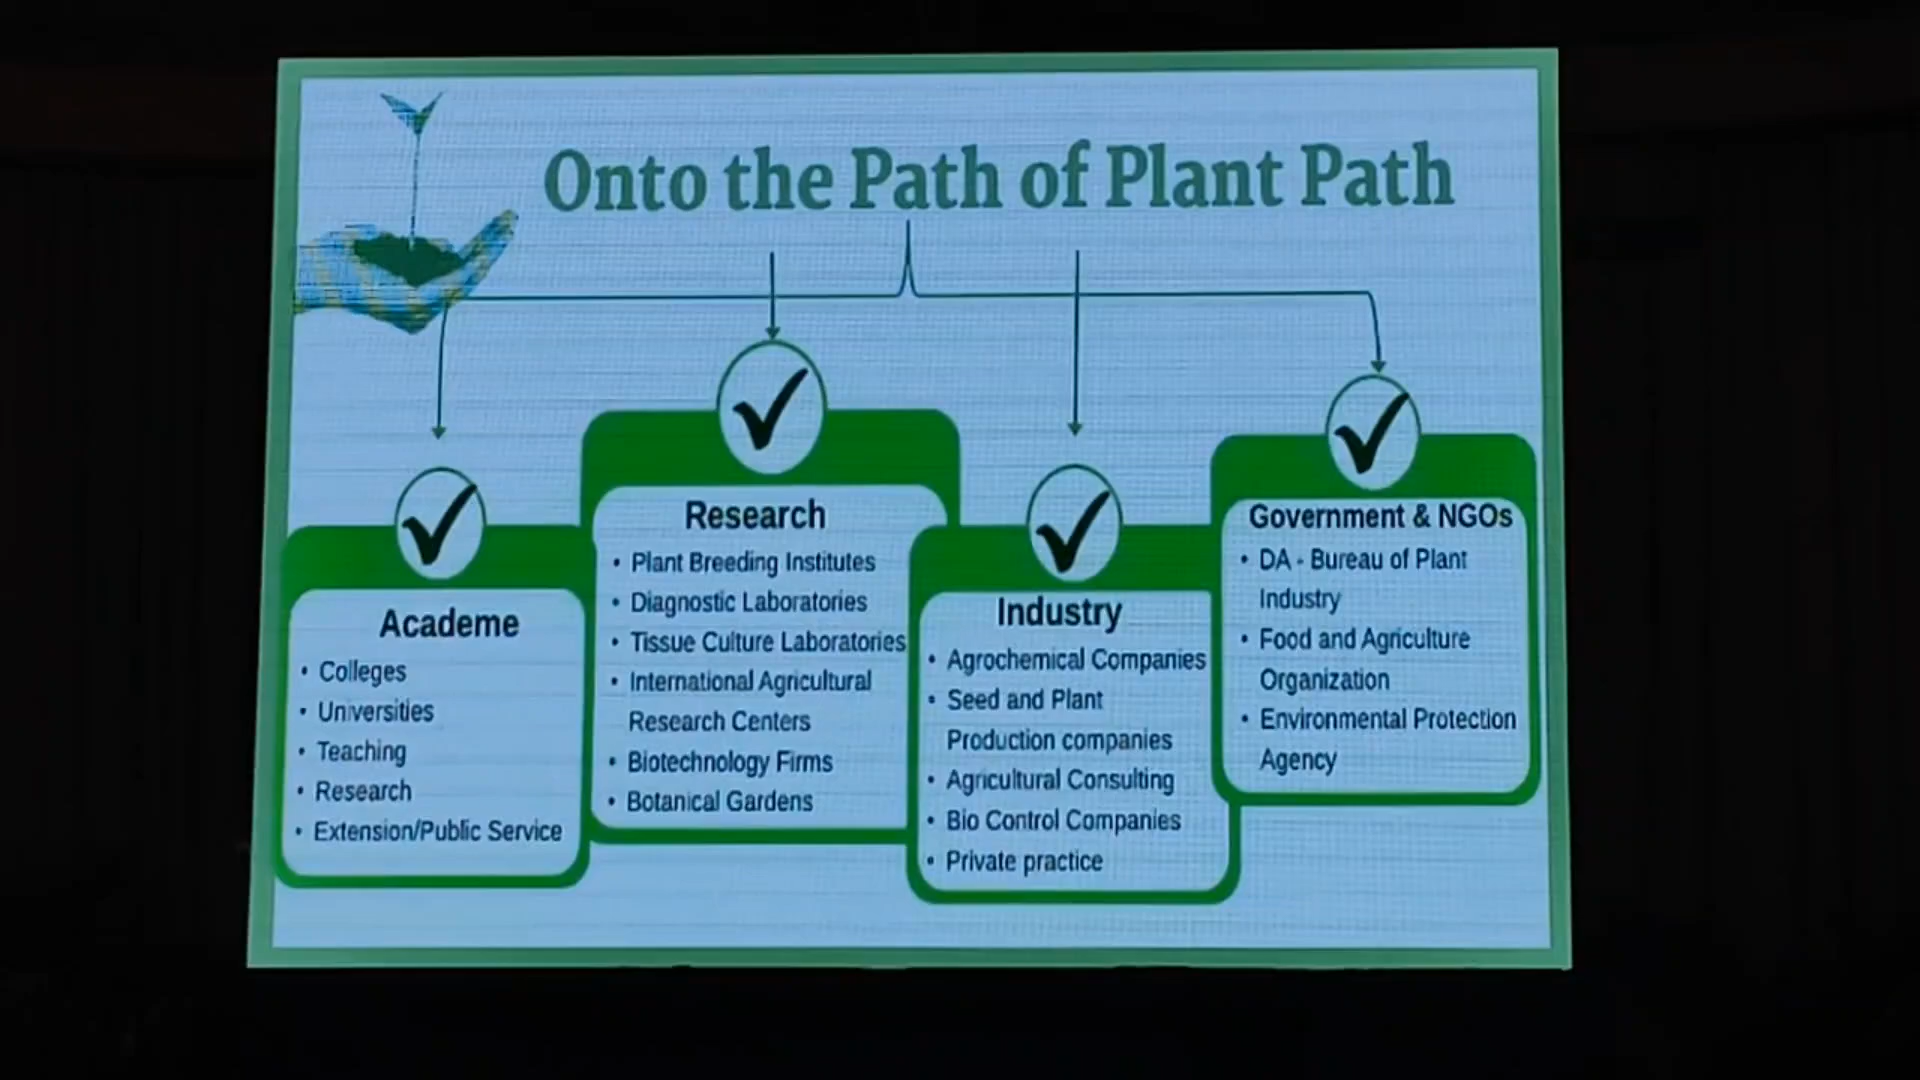 Onto the Path of Plant Path
Academe
• Colleges
• Universities
• Teaching
• Research
• Extension/Public Service
Research
• Plant Breeding Institutes
• Diagnostic Laboratories
• Tissue Culture Laboratories
• International Agricultural
Research Centers
• Biotechnology Firms
• Botanical Gardens
Industry
• Agrochemical Companies
• Seed and Plant
Production companies
• Agricultural Consulting
• Bio Control Companies
• Private practice
Government & NGOs
• DA - Bureau of Plant
Industry
• Food and Agriculture
Organization
• Environmental Protection
Agency